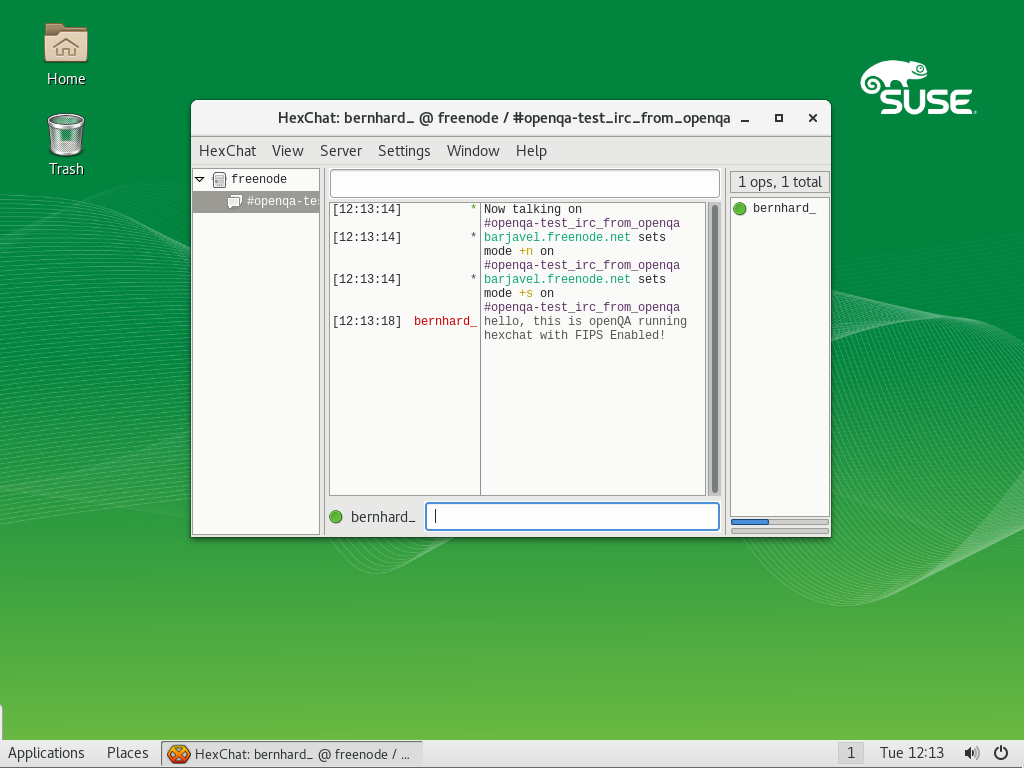 Home
Trash
SUSE
HexChat: bernhard_ @ freenode / #openqa-test_irc_from_openqa
HexChat View Server Settings Window Help
freenode
#openqa-tes
1 ops, 1 total
bernhard_
[12:13:14] * Now talking on
#openqa-test_irc_from_openqa
[12:13:14] * barjavel.freenode.net sets
mode +n on
#openqa-test_irc_from_openqa
[12:13:14] * barjavel.freenode.net sets
mode +s on
#openqa-test_irc_from_openqa
[12:13:18] bernhard_ hello, this is openQA running
hexchat with FIPS Enabled!
bernhard_
Applications Places HexChat: bernhard_ @ freenode / ... 1 Tue 12:13